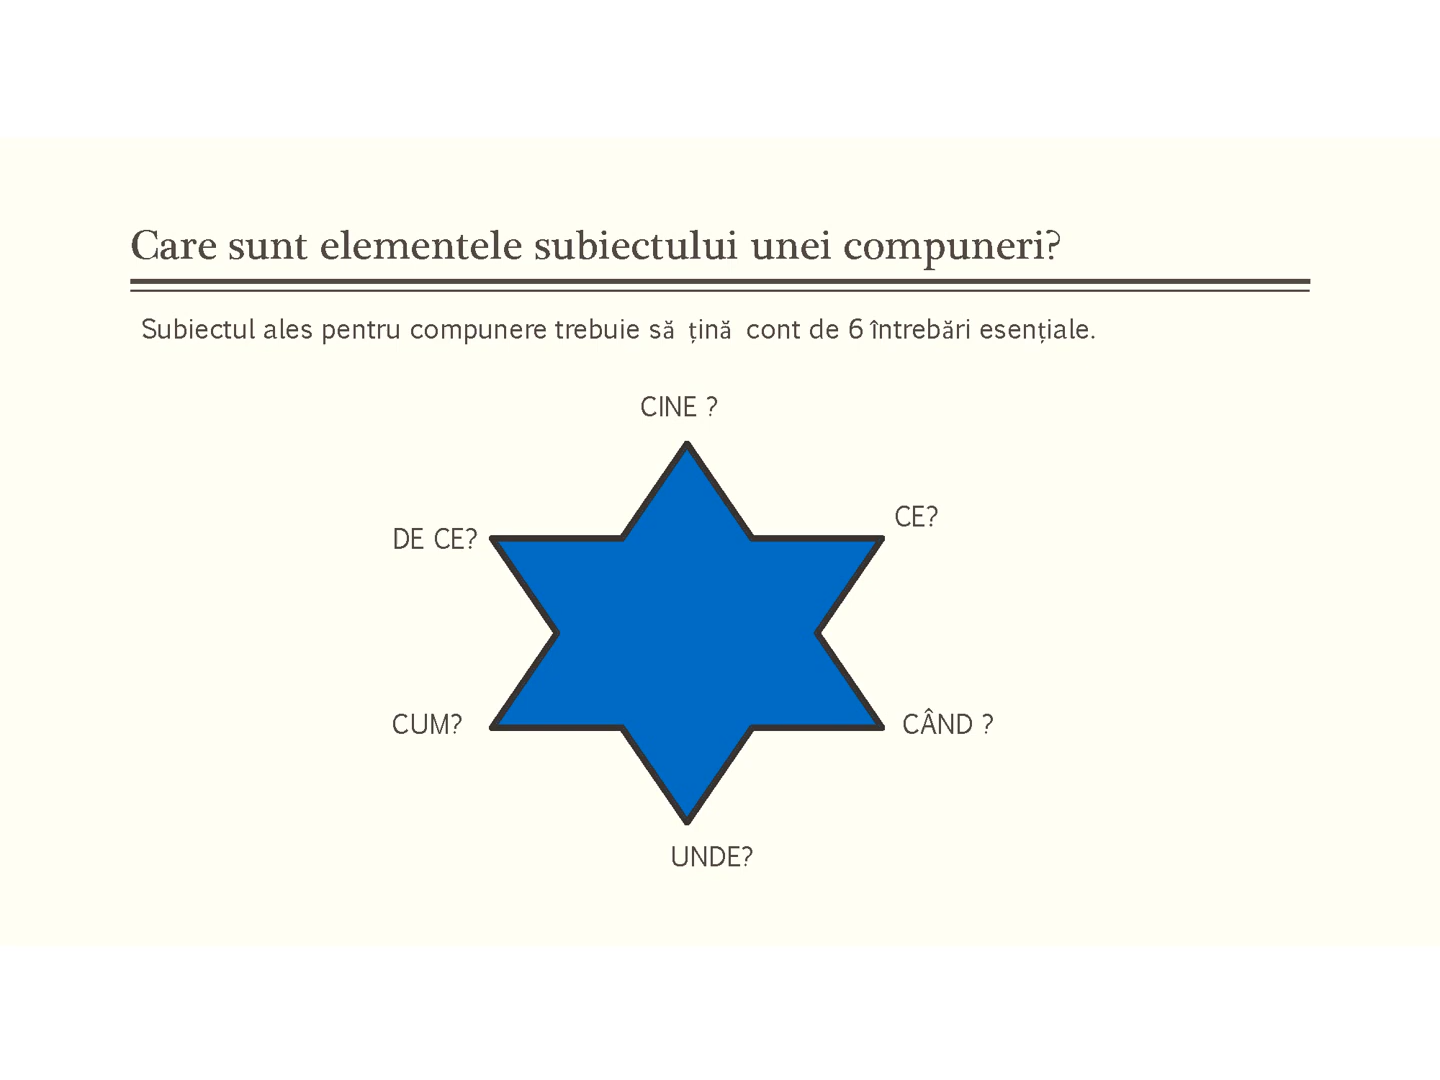 Care sunt elementele subiectului unei compuneri?
Subiectul ales pentru compunere trebuie să țină cont de 6 întrebări esențiale.
CINE ?
CE?
DE CE?
CUM?
CÂND ?
UNDE?